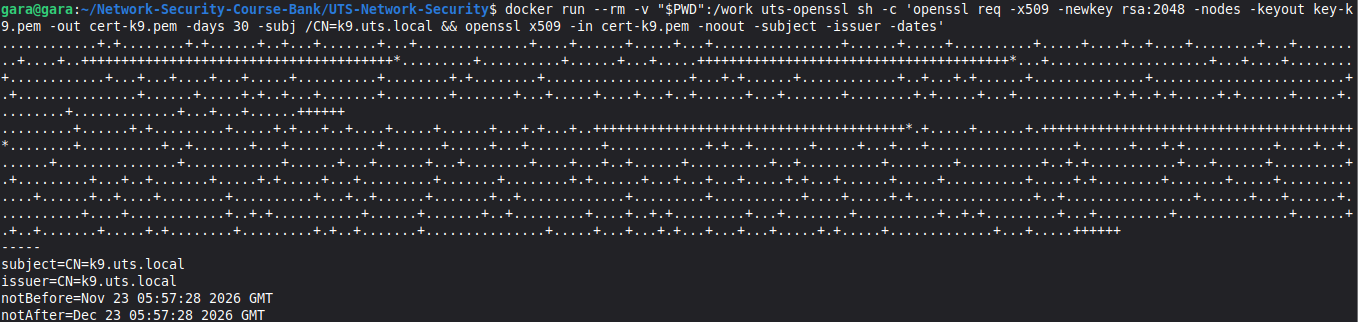 gara@gara:~/Network-Security-Course-Bank/UTS-Network-Security$ docker run --rm -v "$PWD":/work uts-openssl sh -c 'openssl req -x509 -newkey rsa:2048 -nodes -keyout key-k
9.pem -out cert-k9.pem -days 30 -subj /CN=k9.uts.local && openssl x509 -in cert-k9.pem -noout -subject -issuer -dates'
-----
subject=CN=k9.uts.local
issuer=CN=k9.uts.local
notBefore=Nov 23 05:57:28 2026 GMT
notAfter=Dec 23 05:57:28 2026 GMT